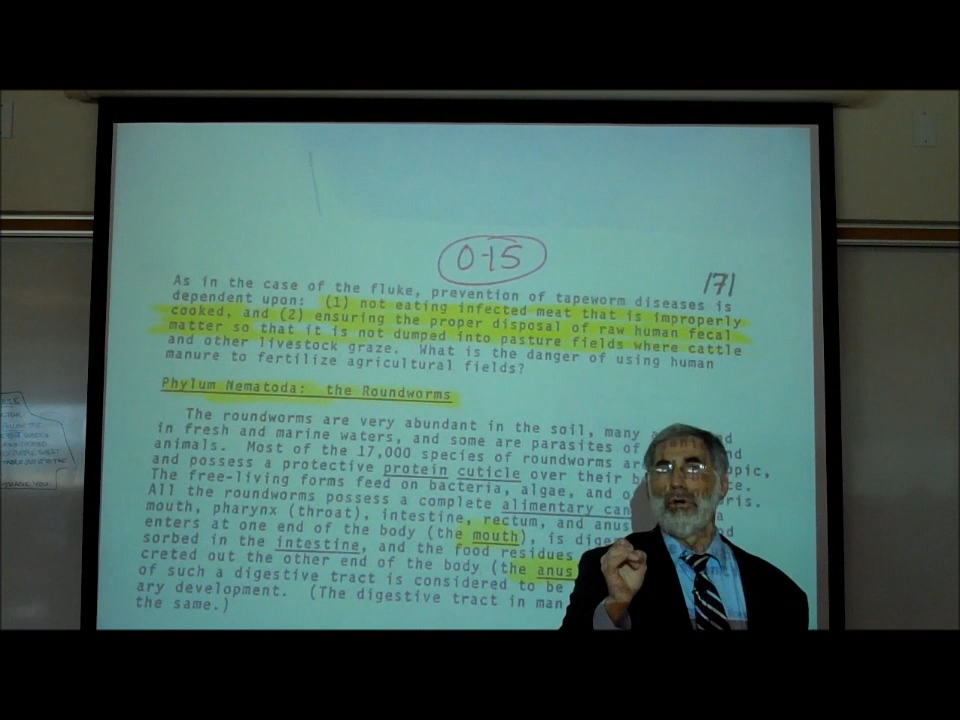 0-15
171
As in the case of the fluke, prevention of tapeworm diseases is
dependent upon: (1) not eating infected meat that is improperly
cooked, and (2) ensuring the proper disposal of raw human fecal
matter so that it is not dumped into pasture fields where cattle
and other livestock graze. What is the danger of using human
manure to fertilize agricultural fields?
Phylum Nematoda: the Roundworms
The roundworms are very abundant in the soil, many
in fresh and marine waters, and some are parasites of
animals. Most of the 17,000 species of roundworms
and possess a protective protein cuticle over their
The free-living forms feed on bacteria, algae, and
All the roundworms possess a complete alimentary
mouth, pharynx (throat), intestine, rectum, and anus
enters at one end of the body (the mouth), is
sorbed in the intestine, and the food residues
creted out the other end of the body (the anus
of such a digestive tract is considered to be
ary development. (The digestive tract in man
the same.)
THANK YOU